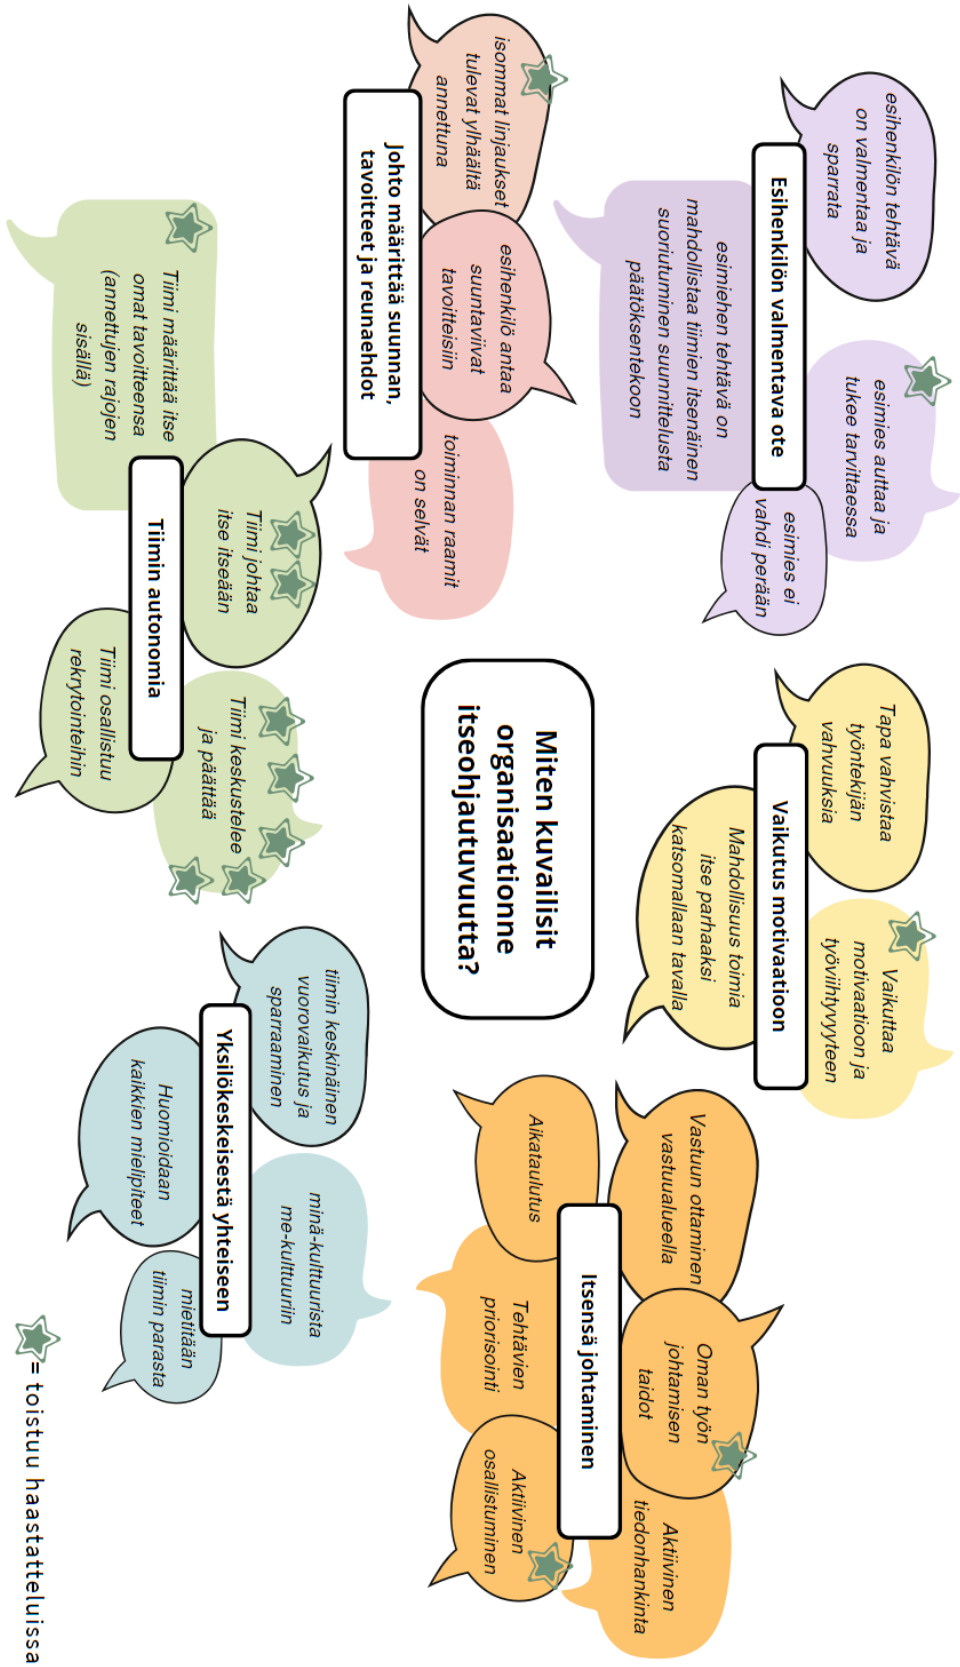 esihenkilön tehtävä
on valmentaa ja
sparrata
Esihenkilön valmentava ote
esimies auttaa ja
tukee tarvittaessa
esimiehen tehtävä on
mahdollistaa tiimien itsenäinen
suoriutuminen suunnittelusta
päätöksentekoon
esimies ei
vahdi perään
Tapa vahvistaa
työntekijän
vahvuuksia
Vaikutus motivaatioon
Vaikuttaa
motivaatioon ja
työviihtyvyyteen
Mahdollisuus toimia
itse parhaaksi
katsomallaan tavalla
isommat linjaukset
tulevat ylhäältä
annettuna
esihenkilö antaa
suuntaviivat
tavoitteisiin
toiminnan raamit
on selvät
Johto määrittää suunnan,
tavoitteet ja reunaehdot
Miten kuvailisit
organisaationne
itseohjautuvuutta?
Vastuun ottaminen
vastuualueella
Oman työn
johtamisen
taidot
Aktiivinen
tiedonhankinta
Itsensä johtaminen
Aikataulutus
Tehtävien
priorisointi
Aktiivinen
osallistuminen
Tiimi määrittää itse
omat tavoitteensa
(annettujen rajojen
sisällä)
Tiimi johtaa
itse itseään
Tiimi keskustelee
ja päättää
Tiimin autonomia
Tiimi osallistuu
rekrytointeihin
tiimin keskinäinen
vuorovaikutus ja
sparraaminen
minä-kulttuurista
me-kulttuuriin
Yksilökeskeisestä yhteiseen
Huomioidaan
kaikkien mielipiteet
mietitään
tiimin parasta
= toistuu haastatteluissa